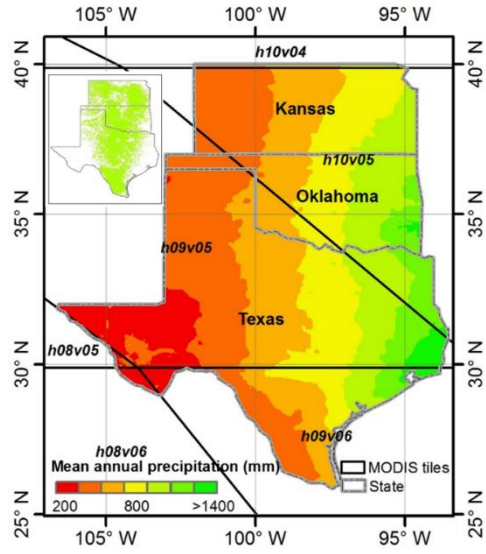 105°W 100°W 95°W
h10v04
40°N 40°N
Kansas
h10v05
Oklahoma
35°N 35°N
h09v05
Texas
h08v05
30°N 30°N
h08v06 h09v06
Mean annual precipitation (mm) MODIS tiles
State
200 800 >1400
25°N 25°N
105°W 100°W 95°W